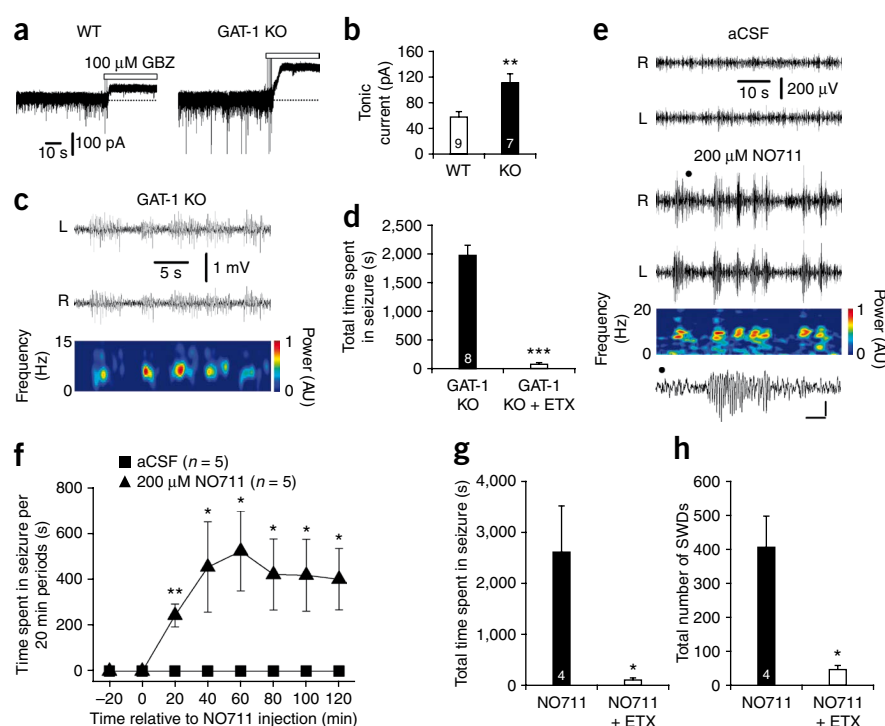 a
WT
GAT-1 KO
100 µM GBZ
10 s
100 pA
b
Tonic
current (pA)
160
120
80
40
0
**
9
7
WT
KO
c
GAT-1 KO
L
5 s
1 mV
R
Frequency
(Hz)
15
0
1
0
Power (AU)
d
Total time spent
in seizure (s)
2,500
2,000
1,500
1,000
500
0
8
***
GAT-1
KO
GAT-1
KO + ETX
e
aCSF
R
10 s
200 µV
L
200 µM NO711
R
L
Frequency
(Hz)
20
0
1
0
Power (AU)
f
aCSF (n = 5)
200 µM NO711 (n = 5)
Time spent in seizure per
20 min periods (s)
800
600
400
200
0
**
*
*
*
*
*
–20
0
20
40
60
80
100
120
Time relative to NO711 injection (min)
g
Total time spent in seizure (s)
4,000
3,000
2,000
1,000
0
4
*
NO711
NO711
+ ETX
h
Total number of SWDs
600
500
400
300
200
100
0
4
*
NO711
NO711
+ ETX